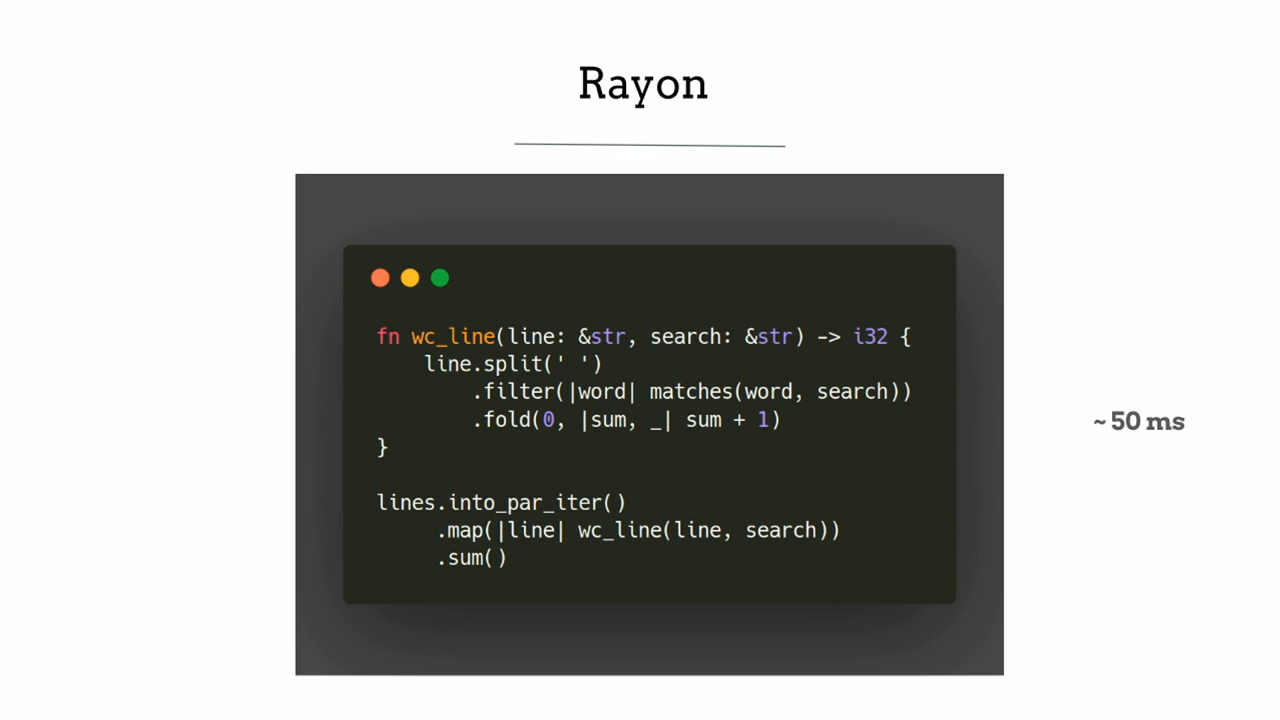 Rayon
fn wc_line(line: &str, search: &str) -> i32 {
    line.split(' ')
        .filter(|word| matches(word, search))
        .fold(0, |sum, _| sum + 1)
}
lines.into_par_iter()
     .map(|line| wc_line(line, search))
     .sum()
~ 50 ms